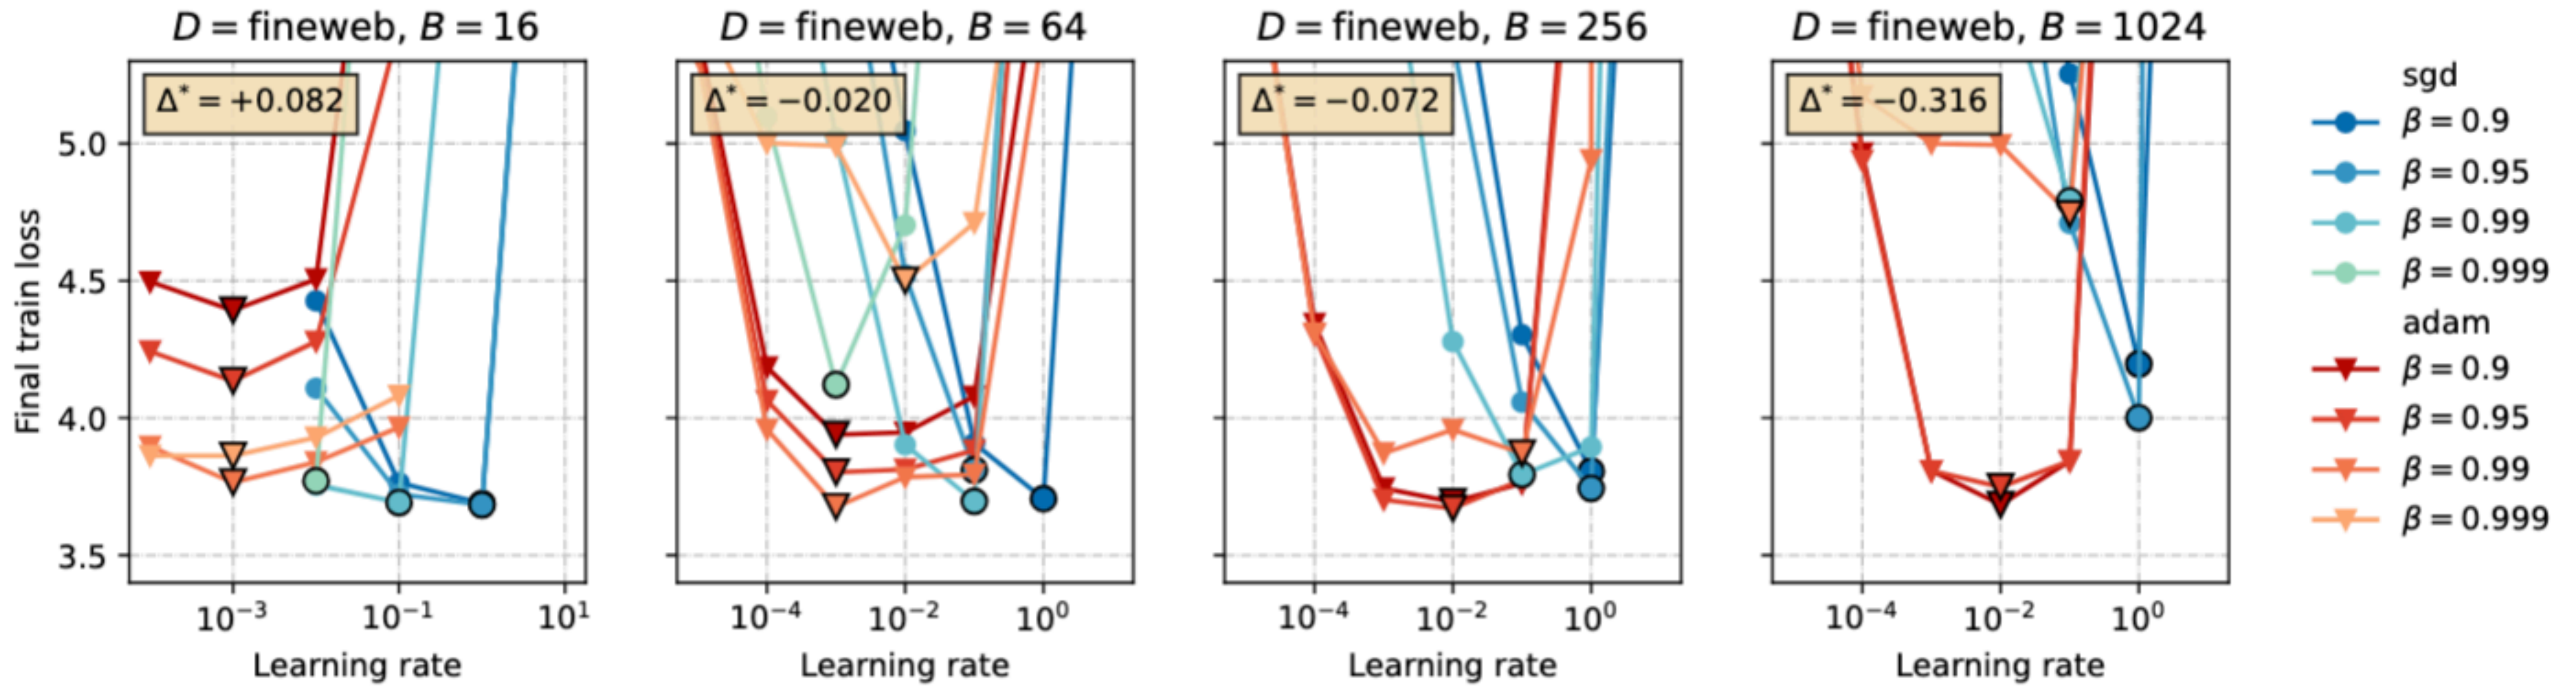 D = fineweb, B = 16
Δ* = +0.082
Final train loss
5.0
4.5
4.0
3.5
10⁻³ 10⁻¹ 10¹
Learning rate
D = fineweb, B = 64
Δ* = −0.020
10⁻⁴ 10⁻² 10⁰
Learning rate
D = fineweb, B = 256
Δ* = −0.072
10⁻⁴ 10⁻² 10⁰
Learning rate
D = fineweb, B = 1024
Δ* = −0.316
10⁻⁴ 10⁻² 10⁰
Learning rate
sgd
β = 0.9
β = 0.95
β = 0.99
β = 0.999
adam
β = 0.9
β = 0.95
β = 0.99
β = 0.999